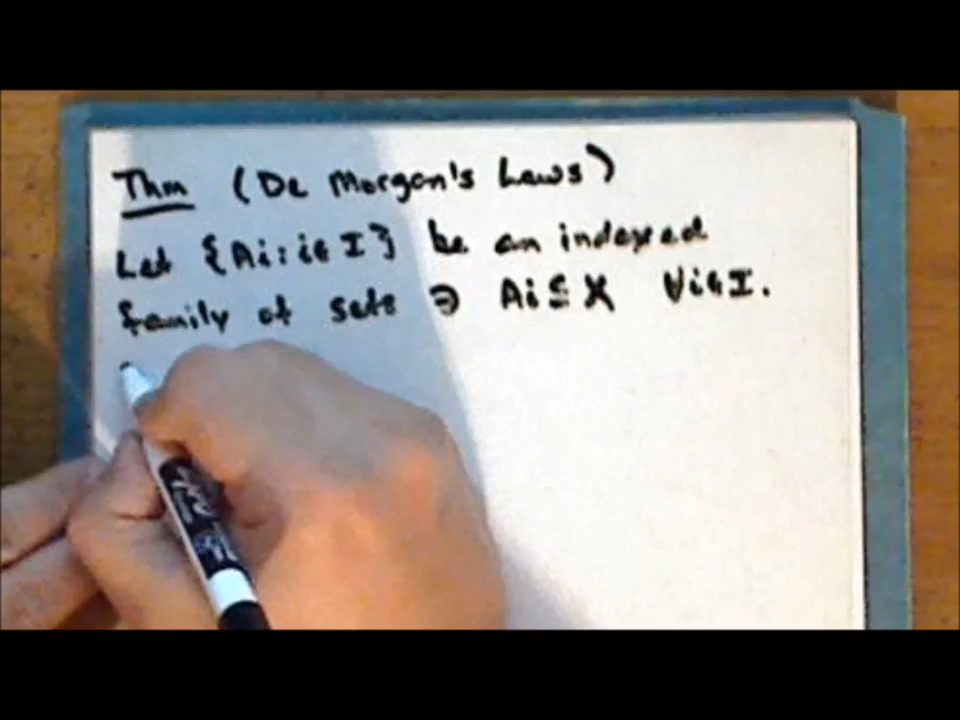 Thm (De Morgan's Laws)
Let {Ai : i∈I} be an indexed
family of sets ∋ Ai ⊆ X ∀i∈I.